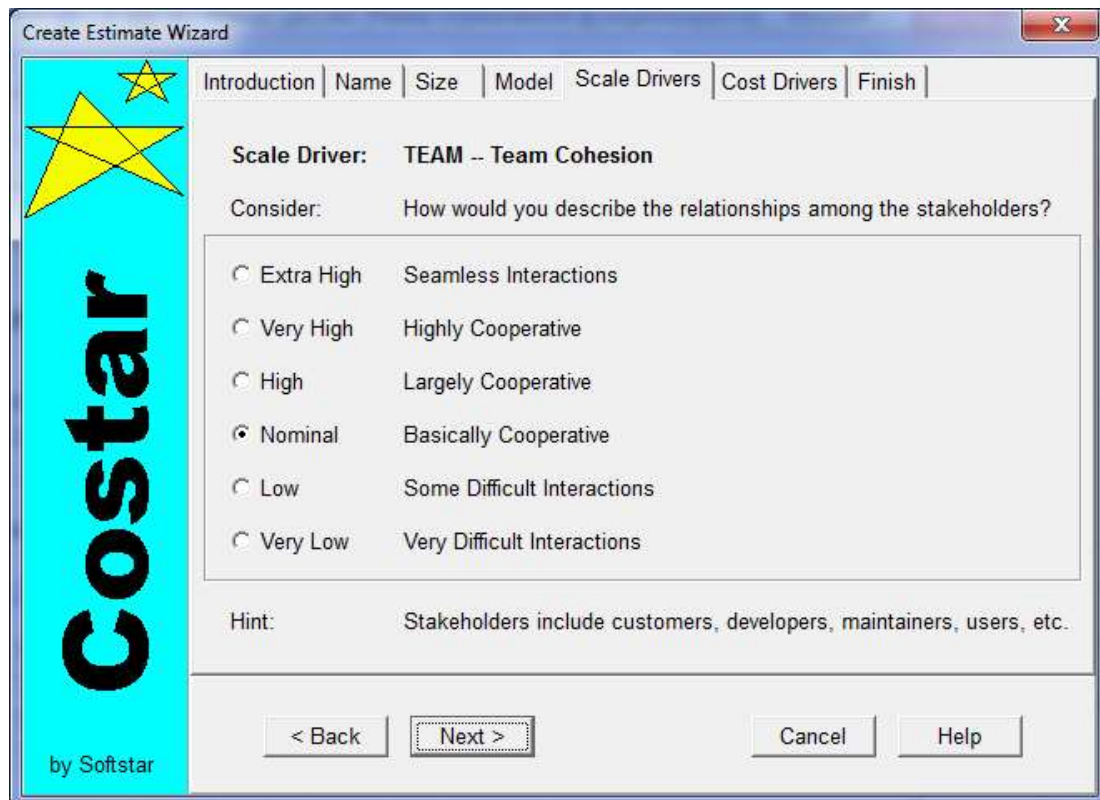 Create Estimate Wizard
X
Introduction Name Size Model Scale Drivers Cost Drivers Finish
Scale Driver: TEAM -- Team Cohesion
Consider: How would you describe the relationships among the stakeholders?
Extra High Seamless Interactions
Very High Highly Cooperative
High Largely Cooperative
Nominal Basically Cooperative
Low Some Difficult Interactions
Very Low Very Difficult Interactions
Hint: Stakeholders include customers, developers, maintainers, users, etc.
< Back Next > Cancel Help
Costar
by Softstar